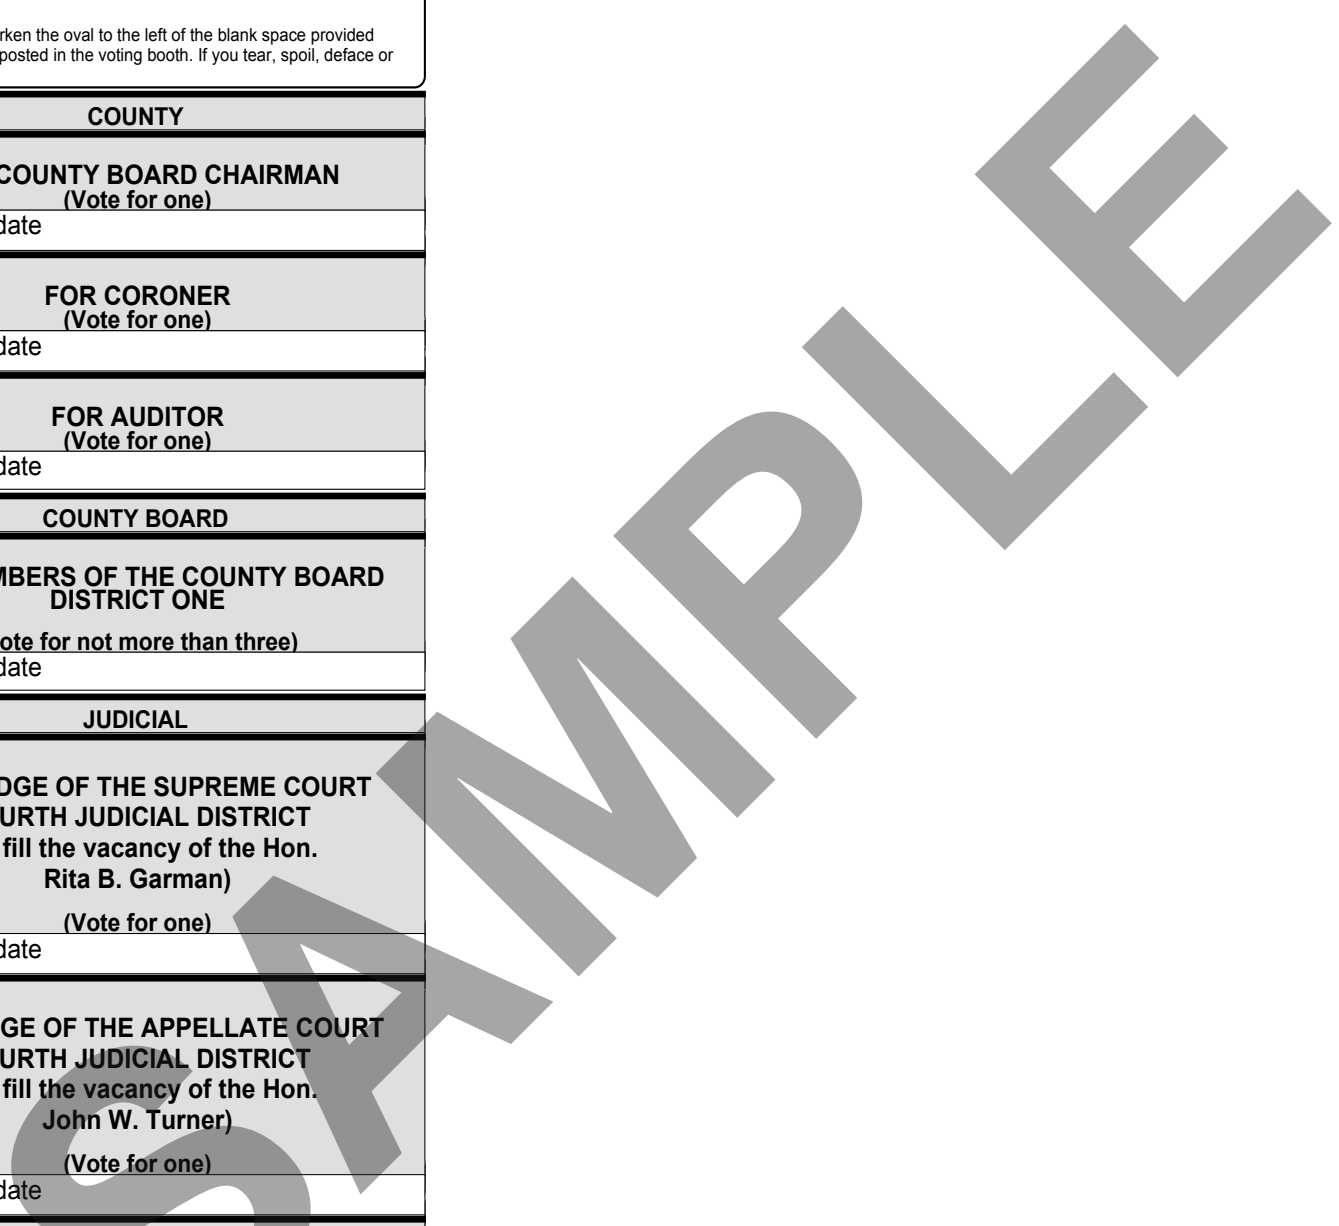 rken the oval to the left of the blank space provided
posted in the voting booth. If you tear, spoil, deface or
COUNTY
COUNTY BOARD CHAIRMAN
(Vote for one)
date
FOR CORONER
(Vote for one)
date
FOR AUDITOR
(Vote for one)
date
COUNTY BOARD
MBERS OF THE COUNTY BOARD
DISTRICT ONE
ote for not more than three)
date
JUDICIAL
DGE OF THE SUPREME COURT
URTH JUDICIAL DISTRICT
fill the vacancy of the Hon.
Rita B. Garman)
(Vote for one)
date
GE OF THE APPELLATE COURT
URTH JUDICIAL DISTRICT
fill the vacancy of the Hon.
John W. Turner)
(Vote for one)
date
SAMPLE